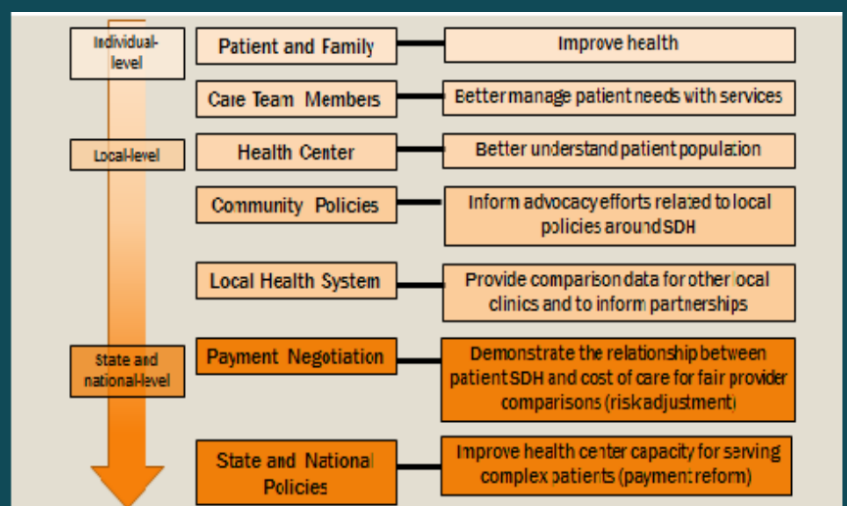 Individual-
level
Patient and Family
Improve health
Care Team Members
Better manage patient needs with services
Local-level
Health Center
Better understand patient population
Community Policies
Inform advocacy efforts related to local
policies around SDH
Local Health System
Provide comparison data for other local
clinics and to inform partnerships
State and
national-level
Payment Negotiation
Demonstrate the relationship between
patient SDH and cost of care for fair provider
comparisons (risk adjustment)
State and National
Policies
Improve health center capacity for serving
complex patients (payment reform)